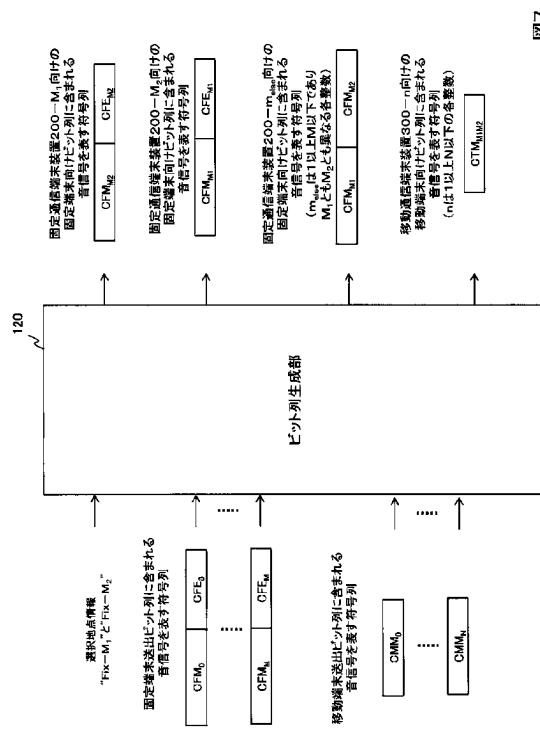 120
選択地点情報
"Fix－M₁"と"Fix－M₂"
固定端末送出ビット列に含まれる
音信号を表す符号列
CFM₀ CFE₀
CFM_N CFE_M
移動端末送出ビット列に含まれる
音信号を表す符号列
CMM₀
CMM_N
ビット列生成部
固定通信端末装置200－M₁向けの
固定端末向けビット列に含まれる
音信号を表す符号列
CFM_M2 CFE_M2
固定通信端末装置200－M₂向けの
固定端末向けビット列に含まれる
音信号を表す符号列
CFM_M1 CFE_M1
固定通信端末装置200－m_else向けの
固定端末向けビット列に含まれる
音信号を表す符号列
(m_elseは1以上M以下であり
M₁ともM₂とも異なる各整数)
CFM_M1 CFM_M2
移動通信端末装置300－n向けの
移動端末向けビット列に含まれる
音信号を表す符号列
(nは1以上N以下の各整数)
CTM_M1M2
図7